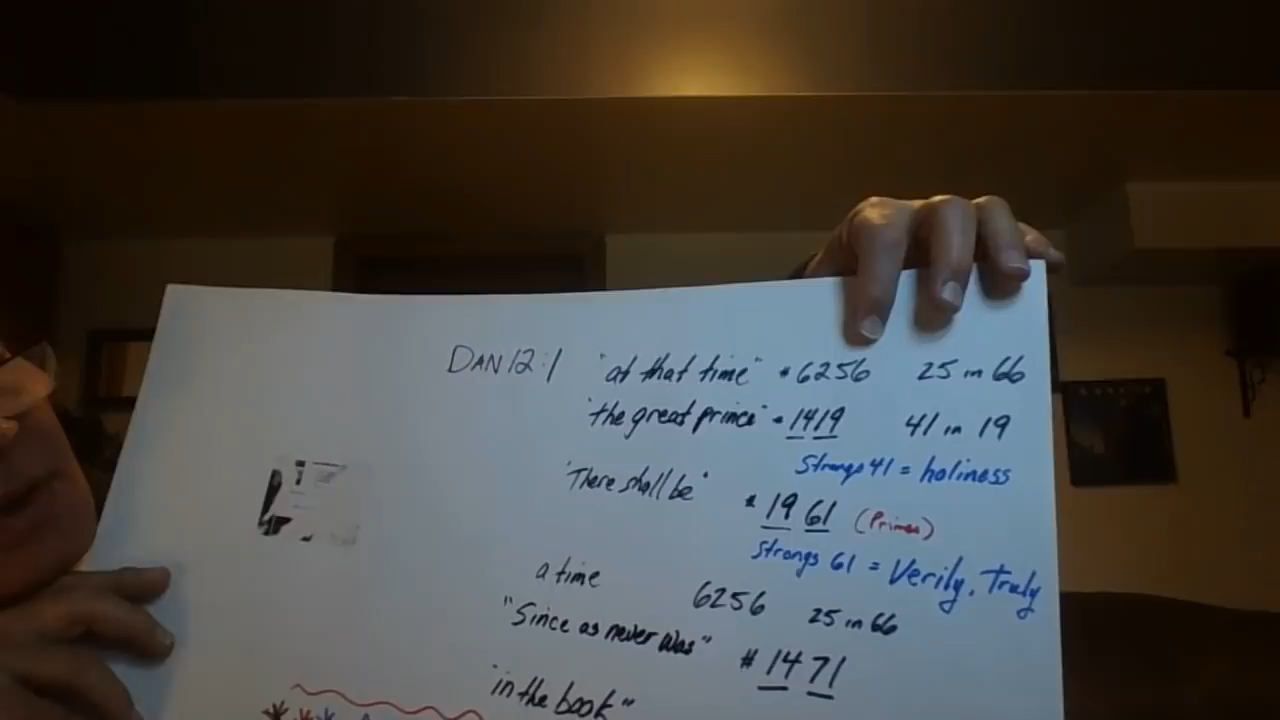 DAN 12:1 "at that time" # 6256 25 in 66
"the great prince" - 1419 41 in 19
Strongs 41 = holiness
"There shall be" # 1961 (Primes)
Strongs 61 = Verily, Truly
a time 6256 25 in 66
"Since as never was" # 1471
"in the book"